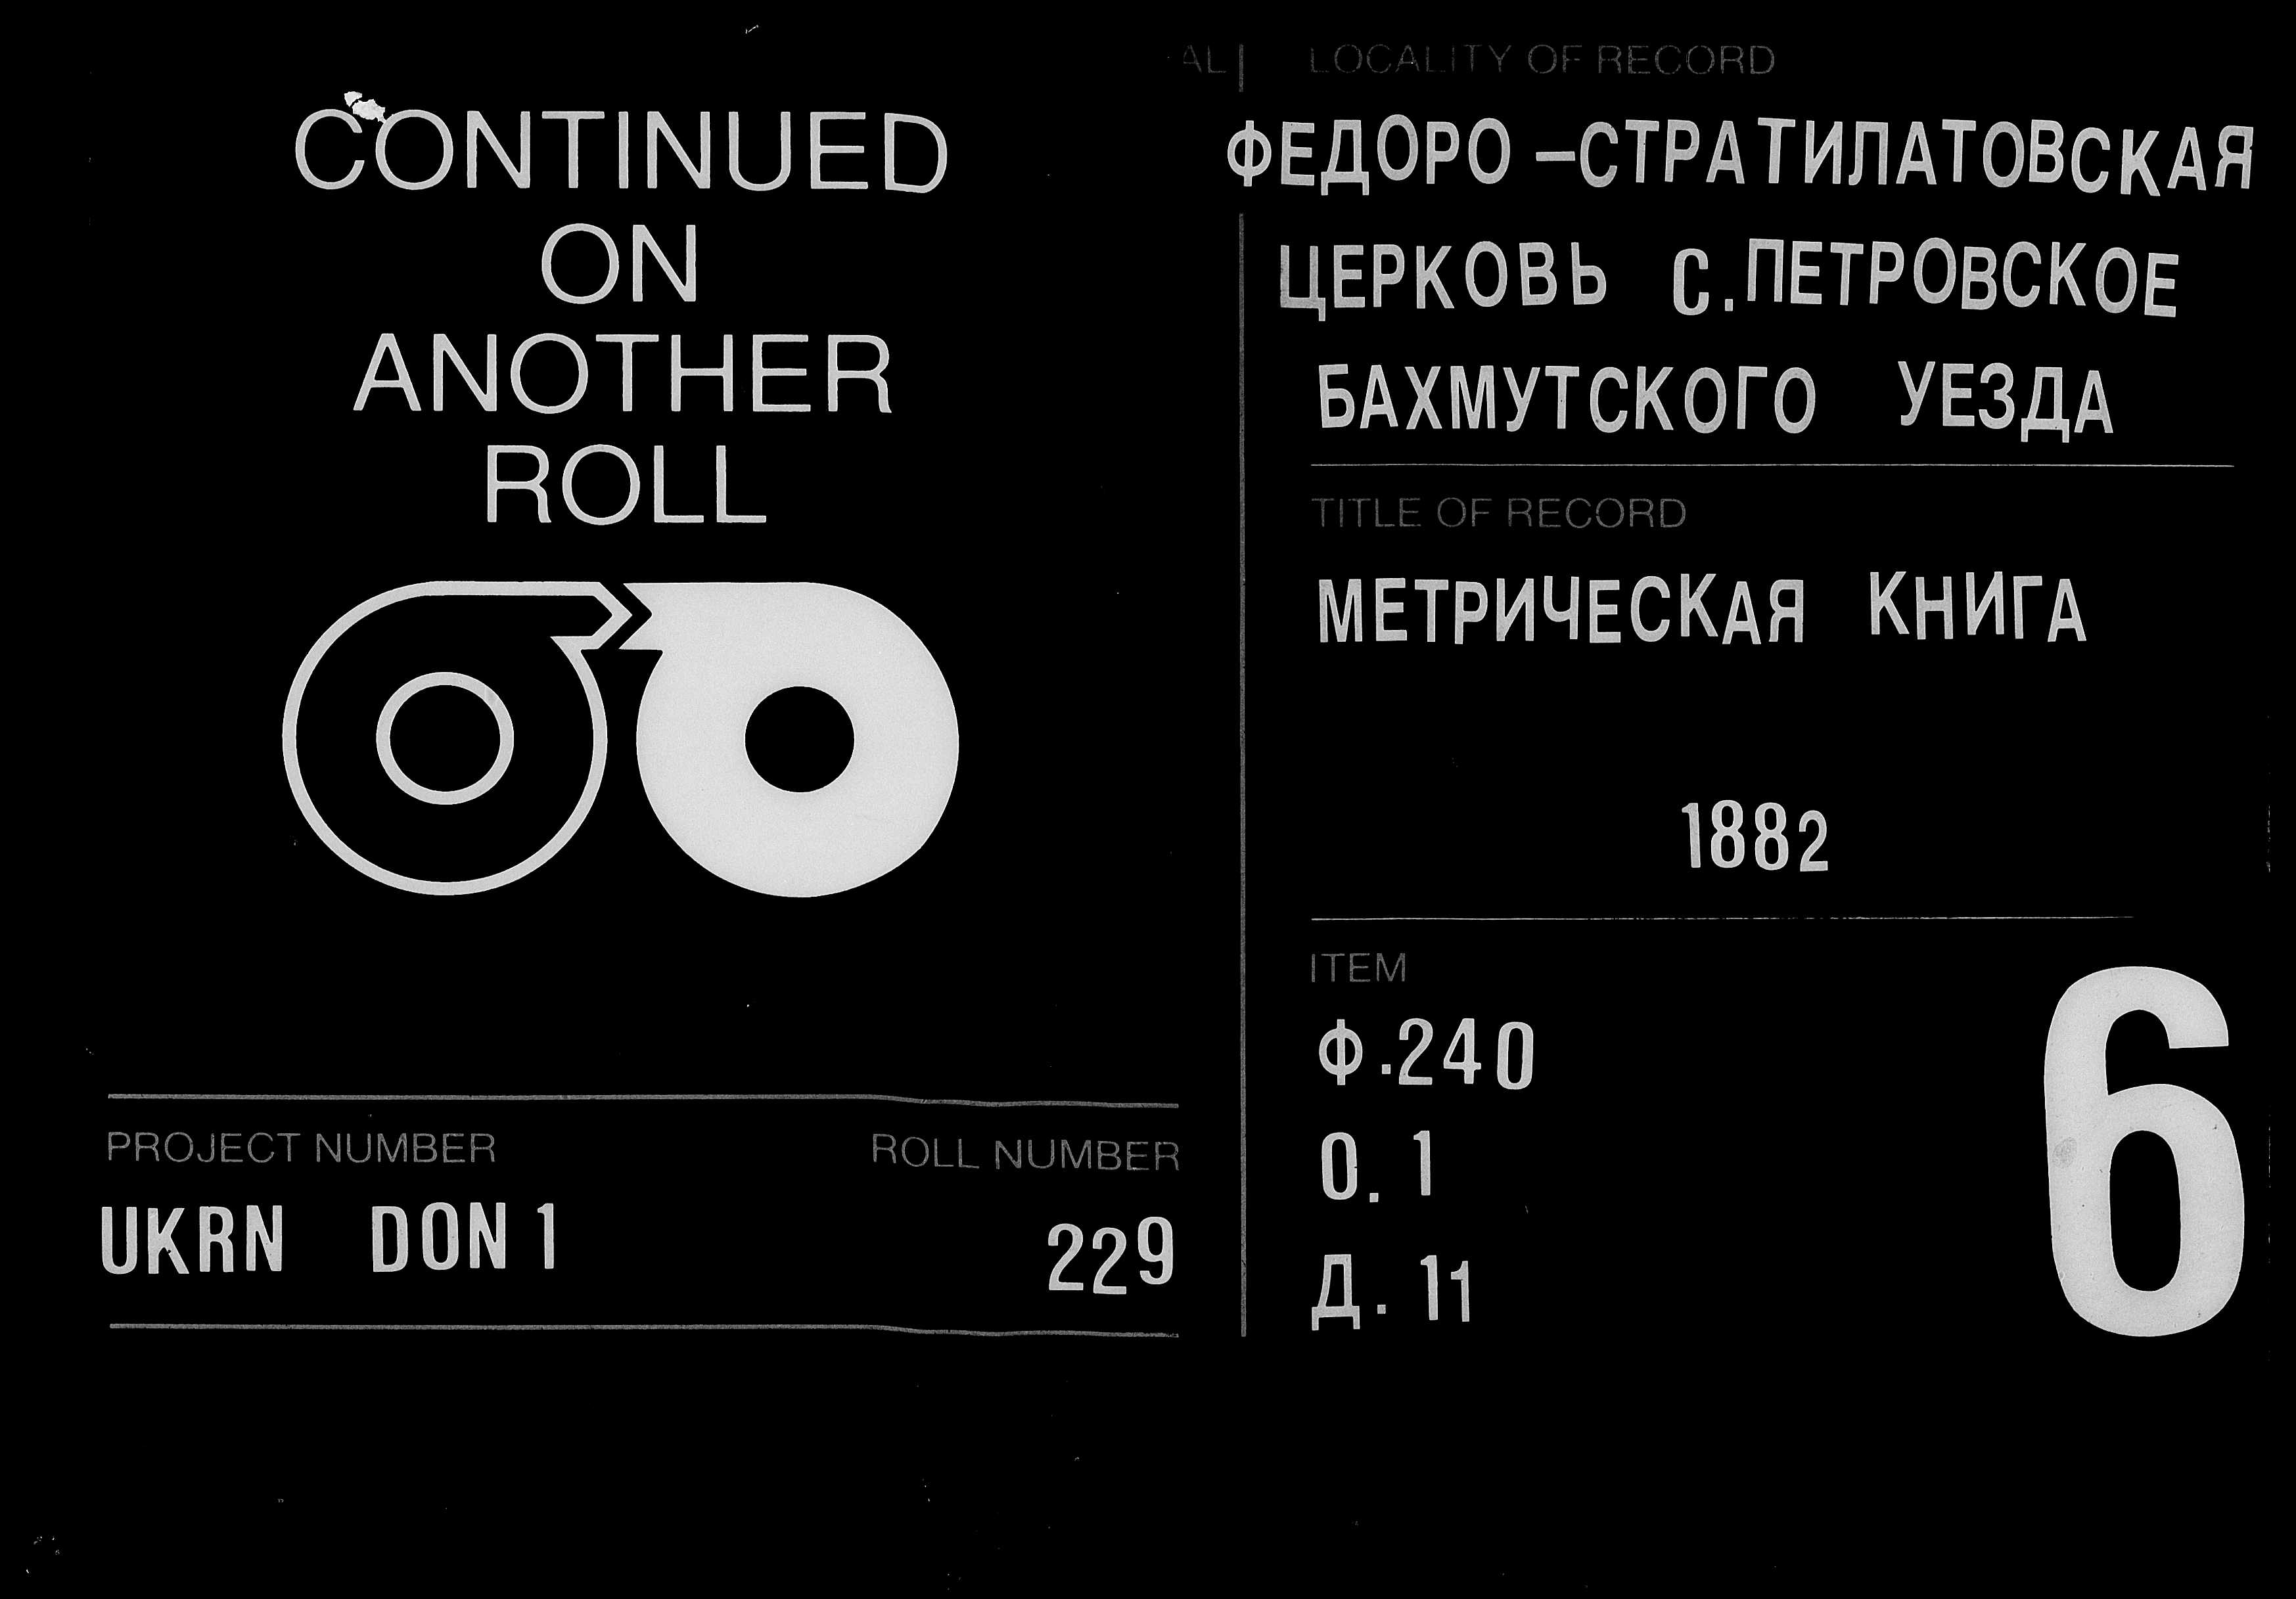 CONTINUED
ON
ANOTHER
ROLL
PROJECT NUMBER ROLL NUMBER
UKRN DON 1 229
AL
LOCALITY OF RECORD
ФЕДОРО-СТРАТИЛАТОВСКАЯ
ЦЕРКОВЬ С.ПЕТРОВСКОЕ
БАХМУТСКОГО УЕЗДА
TITLE OF RECORD
МЕТРИЧЕСКАЯ КНИГА
1882
ITEM
Ф.240
О. 1
Д. 11
6